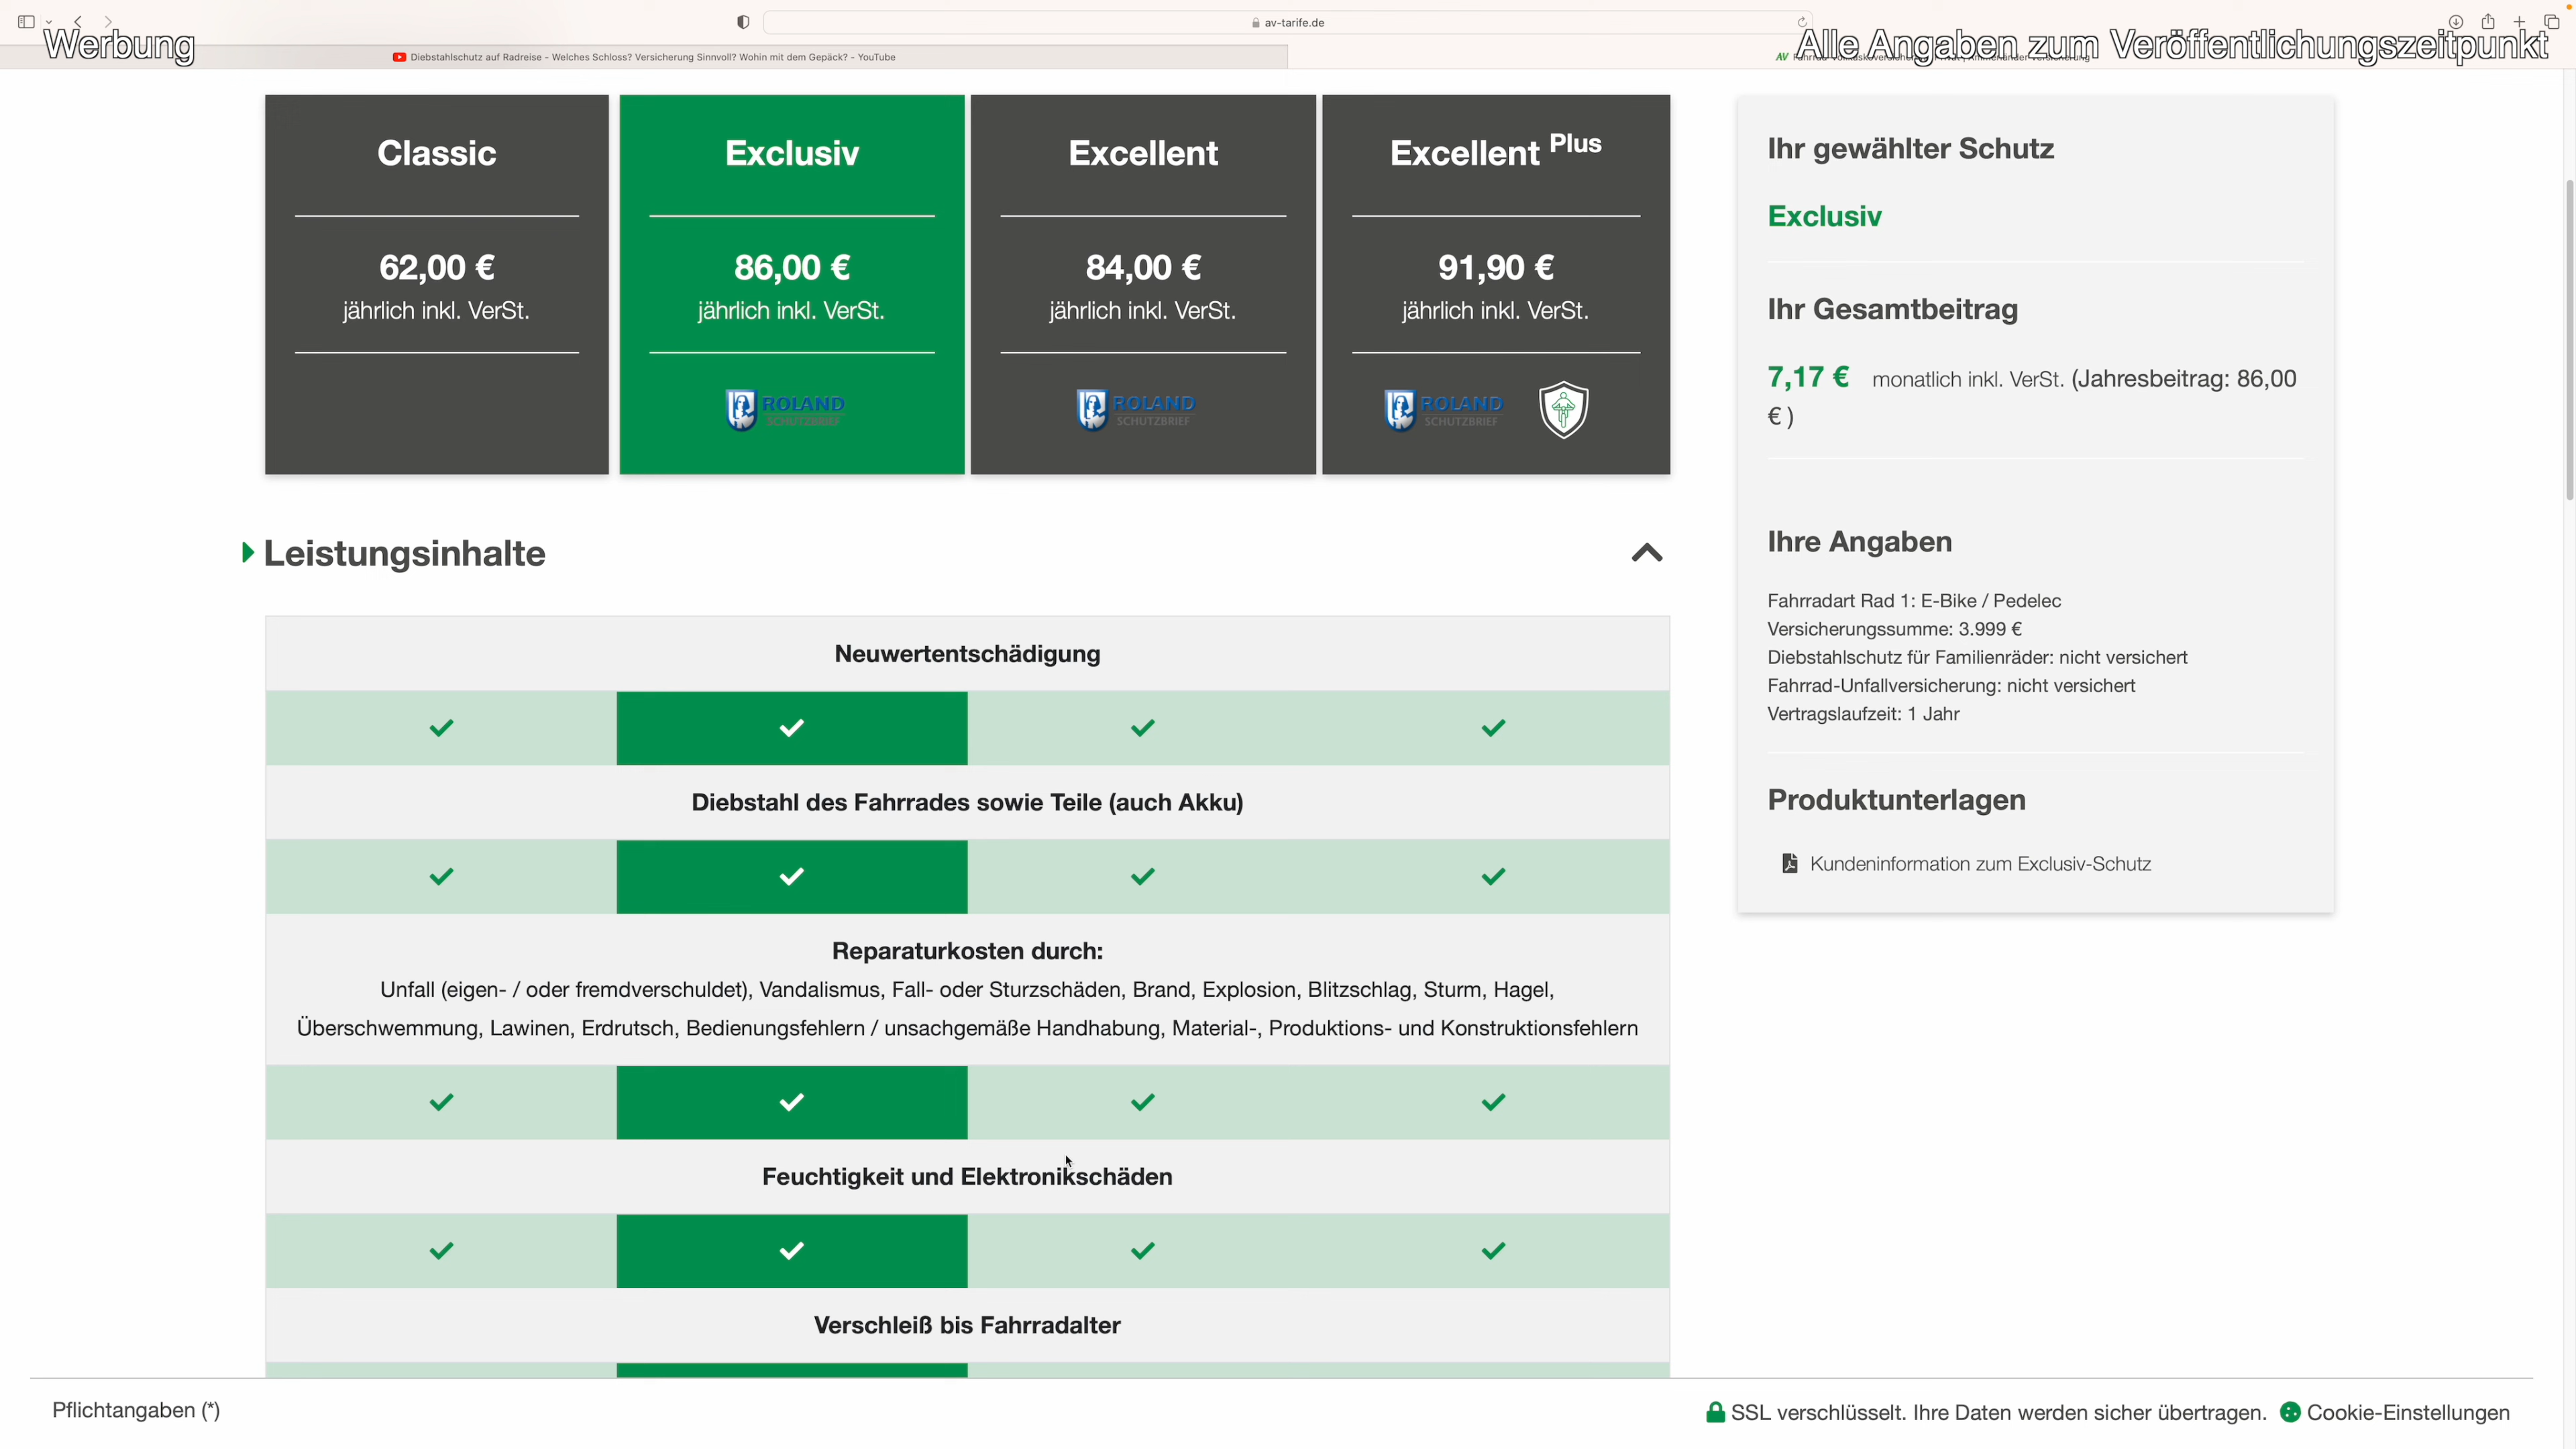 av-tarife.de
Werbung
Alle Angaben zum Veröffentlichungszeitpunkt
Diebstahlschutz auf Radreise - Welches Schloss? Versicherung Sinnvoll? Wohin mit dem Gepäck? - YouTube
Classic
62,00 €
jährlich inkl. VerSt.
Exclusiv
86,00 €
jährlich inkl. VerSt.
ROLAND
SCHUTZBRIEF
Excellent
84,00 €
jährlich inkl. VerSt.
ROLAND
SCHUTZBRIEF
Excellent Plus
91,90 €
jährlich inkl. VerSt.
ROLAND
SCHUTZBRIEF
Leistungsinhalte
Neuwertentschädigung
Diebstahl des Fahrrades sowie Teile (auch Akku)
Reparaturkosten durch:
Unfall (eigen- / oder fremdverschuldet), Vandalismus, Fall- oder Sturzschäden, Brand, Explosion, Blitzschlag, Sturm, Hagel,
Überschwemmung, Lawinen, Erdrutsch, Bedienungsfehlern / unsachgemäße Handhabung, Material-, Produktions- und Konstruktionsfehlern
Feuchtigkeit und Elektronikschäden
Verschleiß bis Fahrradalter
Ihr gewählter Schutz
Exclusiv
Ihr Gesamtbeitrag
7,17 € monatlich inkl. VerSt. (Jahresbeitrag: 86,00
€ )
Ihre Angaben
Fahrradart Rad 1: E-Bike / Pedelec
Versicherungssumme: 3.999 €
Diebstahlschutz für Familienräder: nicht versichert
Fahrrad-Unfallversicherung: nicht versichert
Vertragslaufzeit: 1 Jahr
Produktunterlagen
Kundeninformation zum Exclusiv-Schutz
Pflichtangaben (*)
SSL verschlüsselt. Ihre Daten werden sicher übertragen.
Cookie-Einstellungen